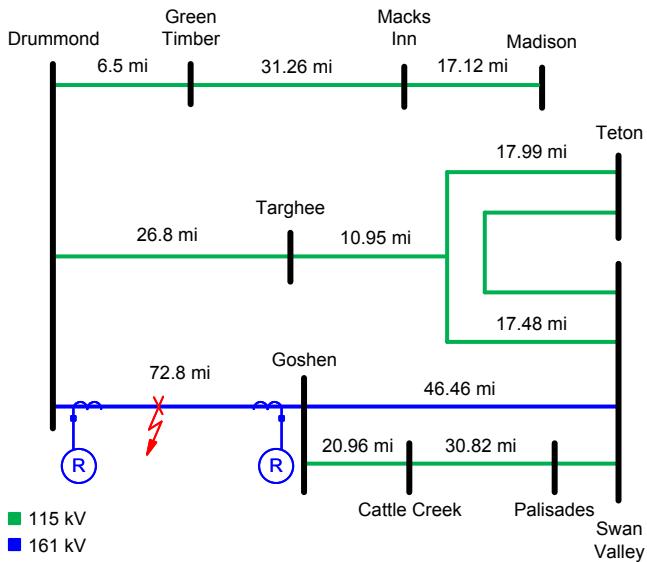 Drummond
Green
Timber
Macks
Inn
Madison
6.5 mi
31.26 mi
17.12 mi
Teton
17.99 mi
Targhee
26.8 mi
10.95 mi
17.48 mi
72.8 mi
Goshen
46.46 mi
R
R
20.96 mi
30.82 mi
Cattle Creek
Palisades
Swan
Valley
115 kV
161 kV